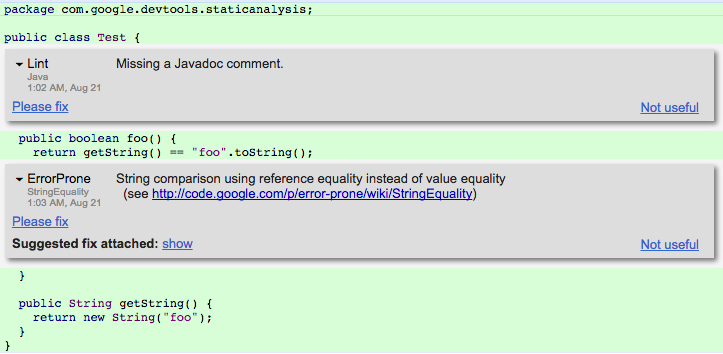 package com.google.devtools.staticanalysis;
public class Test {
Lint Missing a Javadoc comment.
Java
1:02 AM, Aug 21
Please fix Not useful
public boolean foo() {
return getString() == "foo".toString();
ErrorProne String comparison using reference equality instead of value equality
StringEquality (see http://code.google.com/p/error-prone/wiki/StringEquality)
1:03 AM, Aug 21
Please fix
Suggested fix attached: show Not useful
}
public String getString() {
return new String("foo");
}
}